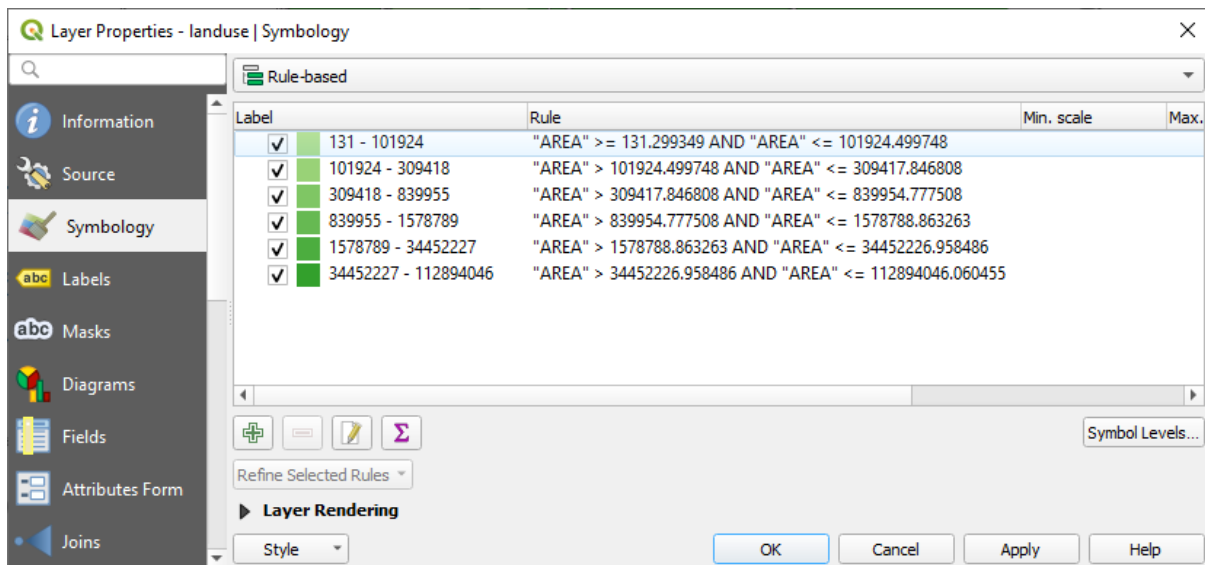 Layer Properties - landuse | Symbology
Rule-based
Information
Source
Symbology
abc Labels
abc Masks
Diagrams
Fields
Attributes Form
Joins
Label Rule Min. scale Max.
131 - 101924 "AREA" >= 131.299349 AND "AREA" <= 101924.499748
101924 - 309418 "AREA" > 101924.499748 AND "AREA" <= 309417.846808
309418 - 839955 "AREA" > 309417.846808 AND "AREA" <= 839954.777508
839955 - 1578789 "AREA" > 839954.777508 AND "AREA" <= 1578788.863263
1578789 - 34452227 "AREA" > 1578788.863263 AND "AREA" <= 34452226.958486
34452227 - 112894046 "AREA" > 34452226.958486 AND "AREA" <= 112894046.060455
Σ
Symbol Levels...
Refine Selected Rules
Layer Rendering
Style OK Cancel Apply Help